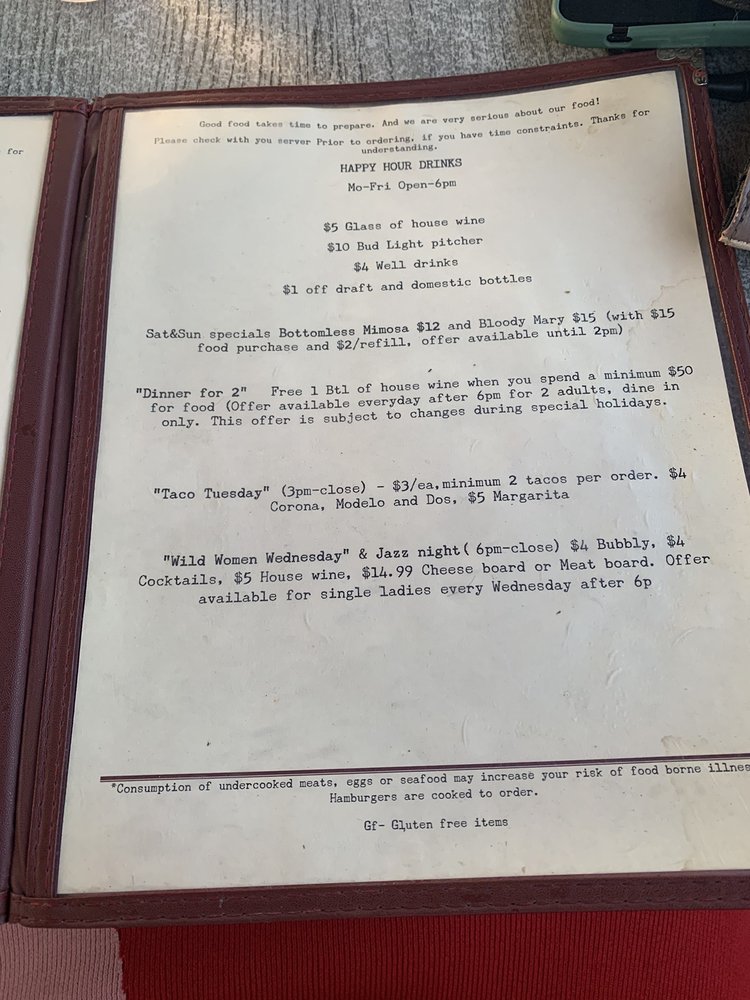 for
Good food takes time to prepare. And we are very serious about our food!
Please check with you server Prior to ordering, if you have time constraints. Thanks for
understanding.
HAPPY HOUR DRINKS
Mo-Fri Open-6pm
$5 Glass of house wine
$10 Bud Light pitcher
$4 Well drinks
$1 off draft and domestic bottles
Sat&Sun specials Bottomless Mimosa $12 and Bloody Mary $15 (with $15
food purchase and $2/refill, offer available until 2pm)
"Dinner for 2" Free 1 Btl of house wine when you spend a minimum $50
for food (Offer available everyday after 6pm for 2 adults, dine in
only. This offer is subject to changes during special holidays.
"Taco Tuesday" (3pm-close) - $3/ea,minimum 2 tacos per order. $4
Corona, Modelo and Dos, $5 Margarita
"Wild Women Wednesday" & Jazz night( 6pm-close) $4 Bubbly, $4
Cocktails, $5 House wine, $14.99 Cheese board or Meat board. Offer
available for single ladies every Wednesday after 6p
*Consumption of undercooked meats, eggs or seafood may increase your risk of food borne illnes
Hamburgers are cooked to order.
Gf- Gluten free items